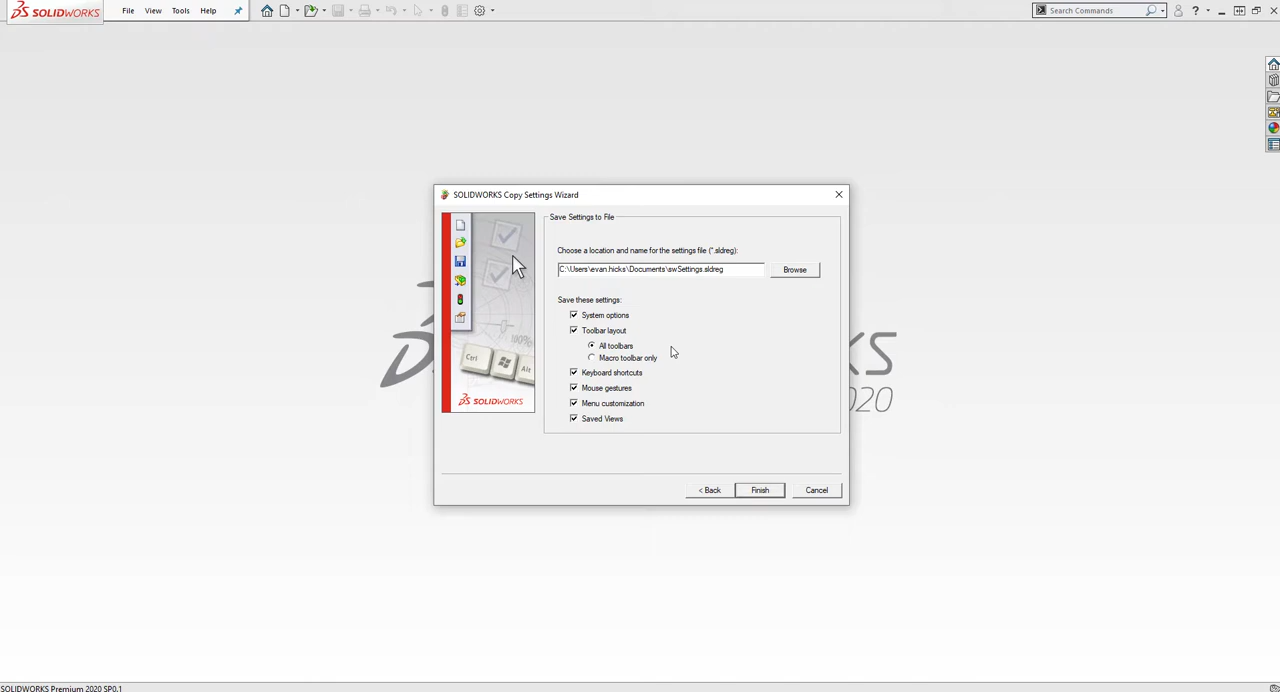 SOLIDWORKS File View Tools Help Search Commands ?
SOLIDWORKS Copy Settings Wizard
Save Settings to File
Choose a location and name for the settings file (*.sldreg):
C:\Users\evan.hicks\Documents\swSettings.sldreg Browse
Save these settings:
System options
Toolbar layout
All toolbars
Macro toolbar only
Keyboard shortcuts
Mouse gestures
Menu customization
Saved Views
100%
Ctrl Alt
SOLIDWORKS
KS
2020
< Back Finish Cancel
SOLIDWORKS Premium 2020 SP0.1